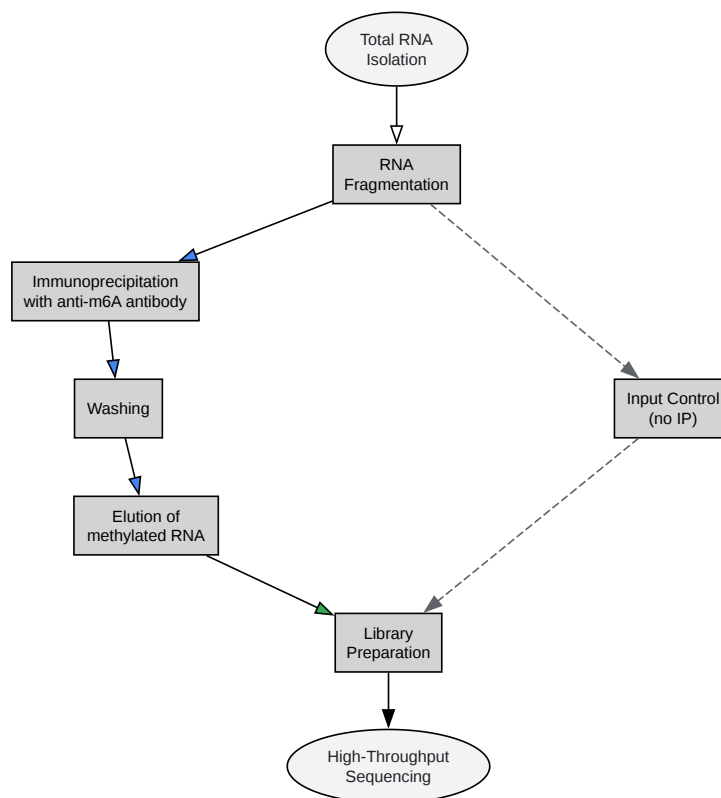 Total RNA
Isolation
RNA
Fragmentation
Immunoprecipitation
with anti-m6A antibody
Washing
Input Control
(no IP)
Elution of
methylated RNA
Library
Preparation
High-Throughput
Sequencing